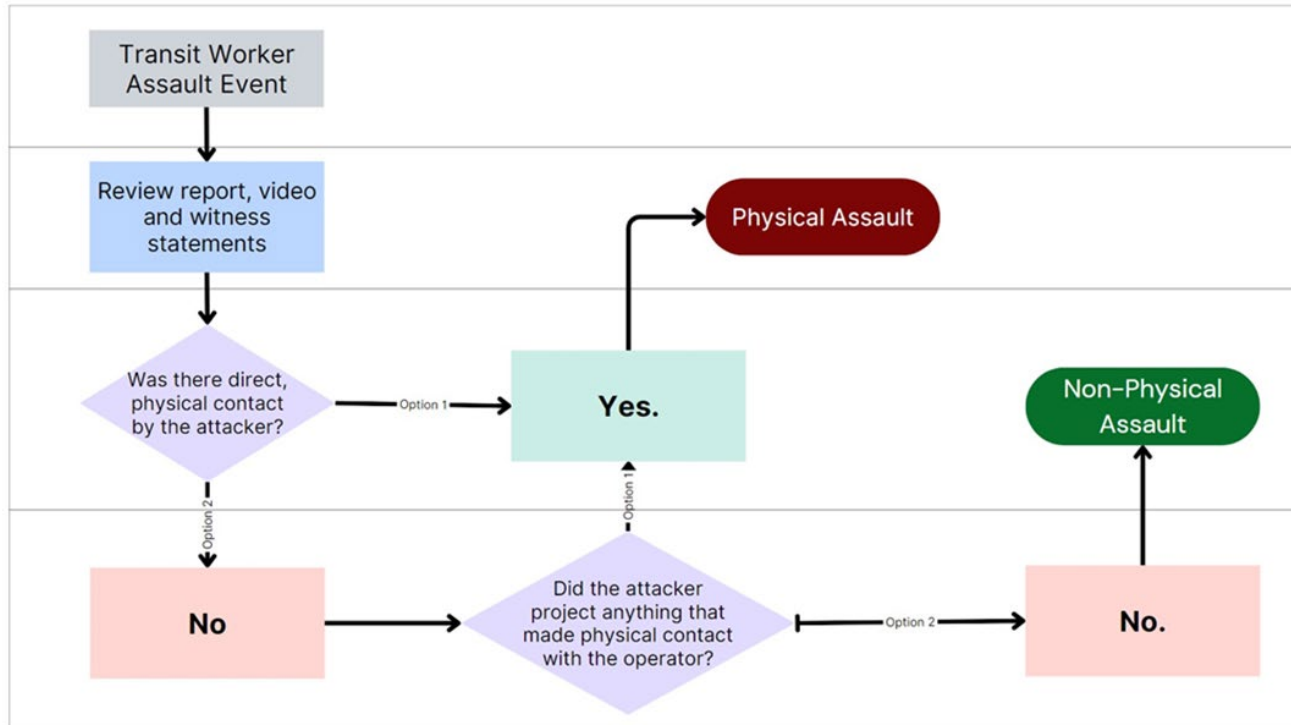 Transit Worker
Assault Event
Review report, video
and witness
statements
Physical Assault
Was there direct,
physical contact
by the attacker?
Option 1
Yes.
Non-Physical
Assault
Option 2
Option 1
No
Did the attacker
project anything that
made physical contact
with the operator?
Option 2
No.